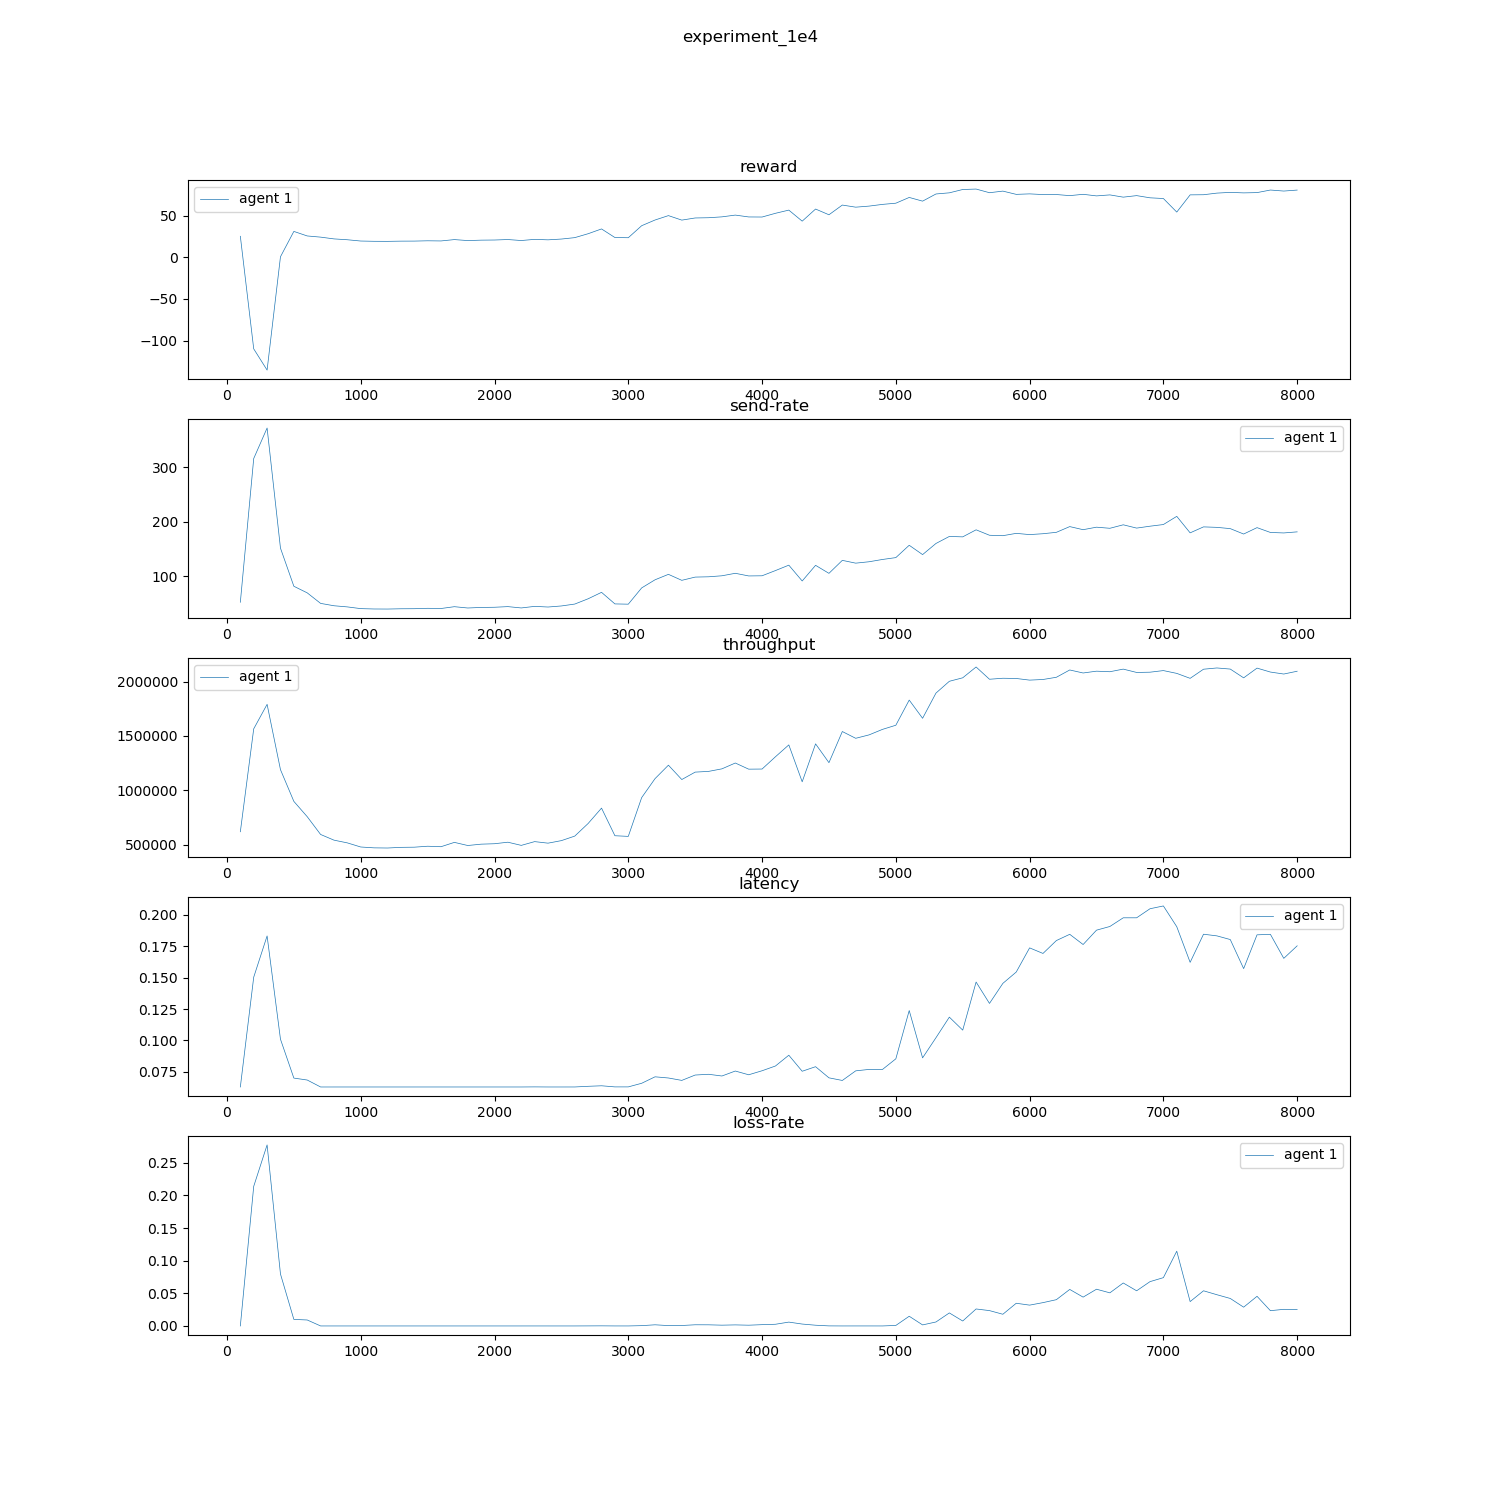 experiment_1e4
reward
agent 1
50
0
−50
−100
0 1000 2000 3000 4000 5000 6000 7000 8000
send-rate
agent 1
300
200
100
0 1000 2000 3000 4000 5000 6000 7000 8000
throughput
agent 1
2000000
1500000
1000000
500000
0 1000 2000 3000 4000 5000 6000 7000 8000
latency
agent 1
0.200
0.175
0.150
0.125
0.100
0.075
0 1000 2000 3000 4000 5000 6000 7000 8000
loss-rate
agent 1
0.25
0.20
0.15
0.10
0.05
0.00
0 1000 2000 3000 4000 5000 6000 7000 8000